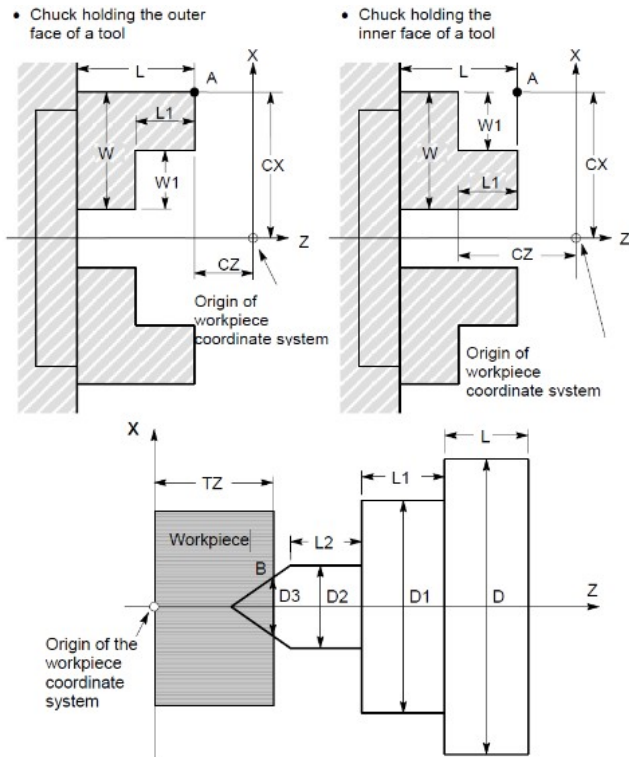 • Chuck holding the outer
face of a tool
X
L
A
L1
W
CX
W1
Z
CZ
Origin of
workpiece
coordinate system
• Chuck holding the
inner face of a tool
X
L
A
W1
W
CX
L1
Z
CZ
Origin of
workpiece
coordinate system
X
L
TZ
L1
Workpiece
L2
B
D3
D2
D1
D
Z
Origin of the
workpiece
coordinate
system